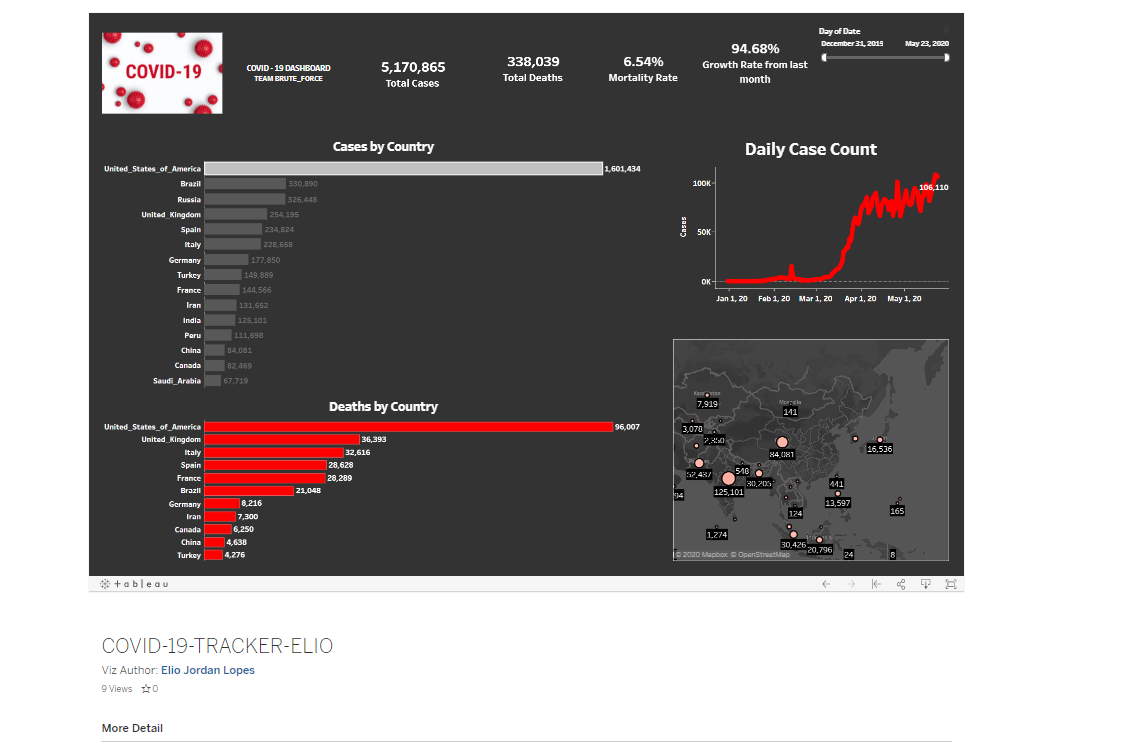 COVID-19
COVID - 19 DASHBOARD
TEAM BRUTE_FORCE
5,170,865
Total Cases
338,039
Total Deaths
6.54%
Mortality Rate
94.68%
Growth Rate from last
month
Day of Date
December 31, 2019
May 23, 2020
Cases by Country
United_States_of_America 1,601,434
Brazil 330,890
Russia 326,448
United_Kingdom 254,195
Spain 234,824
Italy 228,658
Germany 177,850
Turkey 149,889
France 144,566
Iran 131,652
India 125,101
Peru 111,698
China 84,081
Canada 82,469
Saudi_Arabia 67,719
Deaths by Country
United_States_of_America 96,007
United_Kingdom 36,393
Italy 32,616
Spain 28,628
France 28,289
Brazil 21,048
Germany 8,216
Iran 7,300
Canada 6,250
China 4,638
Turkey 4,276
Daily Case Count
Cases
100K
50K
0K
106,110
Jan 1, 20 Feb 1, 20 Mar 1, 20 Apr 1, 20 May 1, 20
Kazakhstan
7,919
Mongolia
141
3,078
2,350
84,081
16,536
52,437
548
30,205
125,101
94
441
13,597
165
124
1,274
30,426
20,796
24
8
© 2020 Mapbox © OpenStreetMap
+ a b l e a u
COVID-19-TRACKER-ELIO
Viz Author: Elio Jordan Lopes
9 Views ☆0
More Detail